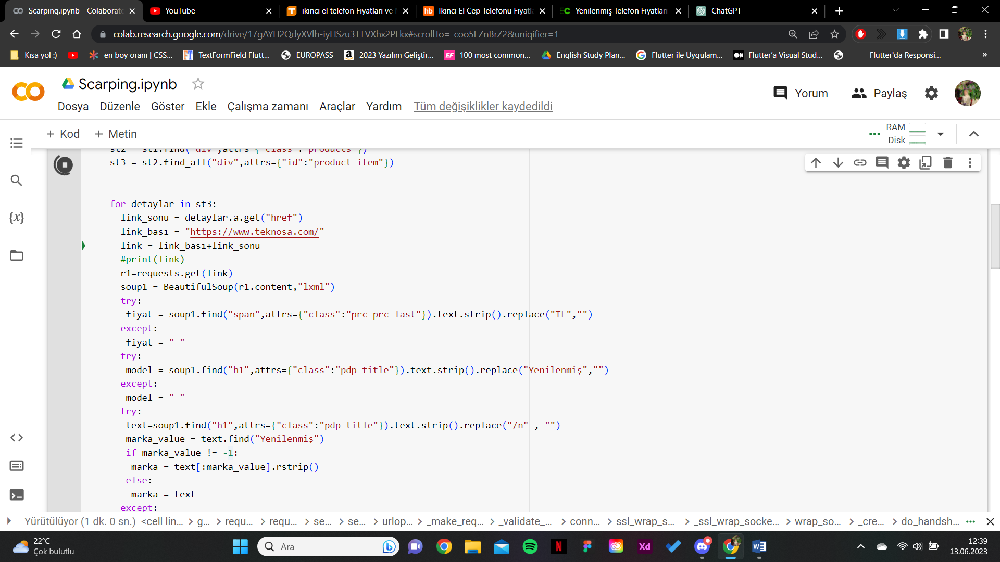 Scarping.ipynb - Colaborato
YouTube
ikinci el telefon Fiyatları ve
İkinci El Cep Telefonu Fiyatla
Yenilenmiş Telefon Fiyatları
ChatGPT
colab.research.google.com/drive/17gAYH2QdyXVlh-iyHSzu3TTVXhx2PLkx#scrollTo=_coo5EZnBrZ2&uniqifier=1
Kısa yol :)
en boy oranı | CSS...
TextFormField Flutt...
EUROPASS
2023 Yazılım Geliştir...
100 most common...
English Study Plan...
Flutter ile Uygulam...
Flutter'a Visual Stud...
Flutter'da Responsi...
»
Scarping.ipynb
Yorum
Paylaş
Dosya Düzenle Göster Ekle Çalışma zamanı Araçlar Yardım Tüm değişiklikler kaydedildi
+ Kod + Metin
RAM
Disk
st2 = st1.find("div",attrs={"class":"products"})
st3 = st2.find_all("div",attrs={"id":"product-item"})
for detaylar in st3:
link_sonu = detaylar.a.get("href")
link_bası = "https://www.teknosa.com/"
link = link_bası+link_sonu
#print(link)
r1=requests.get(link)
soup1 = BeautifulSoup(r1.content,"lxml")
try:
fiyat = soup1.find("span",attrs={"class":"prc prc-last"}).text.strip().replace("TL","")
except:
fiyat = " "
try:
model = soup1.find("h1",attrs={"class":"pdp-title"}).text.strip().replace("Yenilenmiş","")
except:
model = " "
try:
text=soup1.find("h1",attrs={"class":"pdp-title"}).text.strip().replace("/n" , "")
marka_value = text.find("Yenilenmiş")
if marka_value != -1:
marka = text[:marka_value].rstrip()
else:
marka = text
except:
Yürütülüyor (1 dk. 0 sn.) <cell lin... > g... > requ... > requ... > se... > se... > urlop... > _make_req... > _validate_... > conn... > ssl_wrap_s... > _ssl_wrap_socke... > wrap_so... > _cre... > do_handsh...
22°C
Çok bulutlu
Ara
12:39
13.06.2023